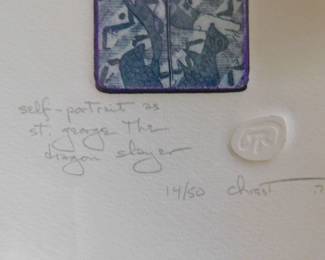 self-portrait as
st. george the
dragon slayer
14/50